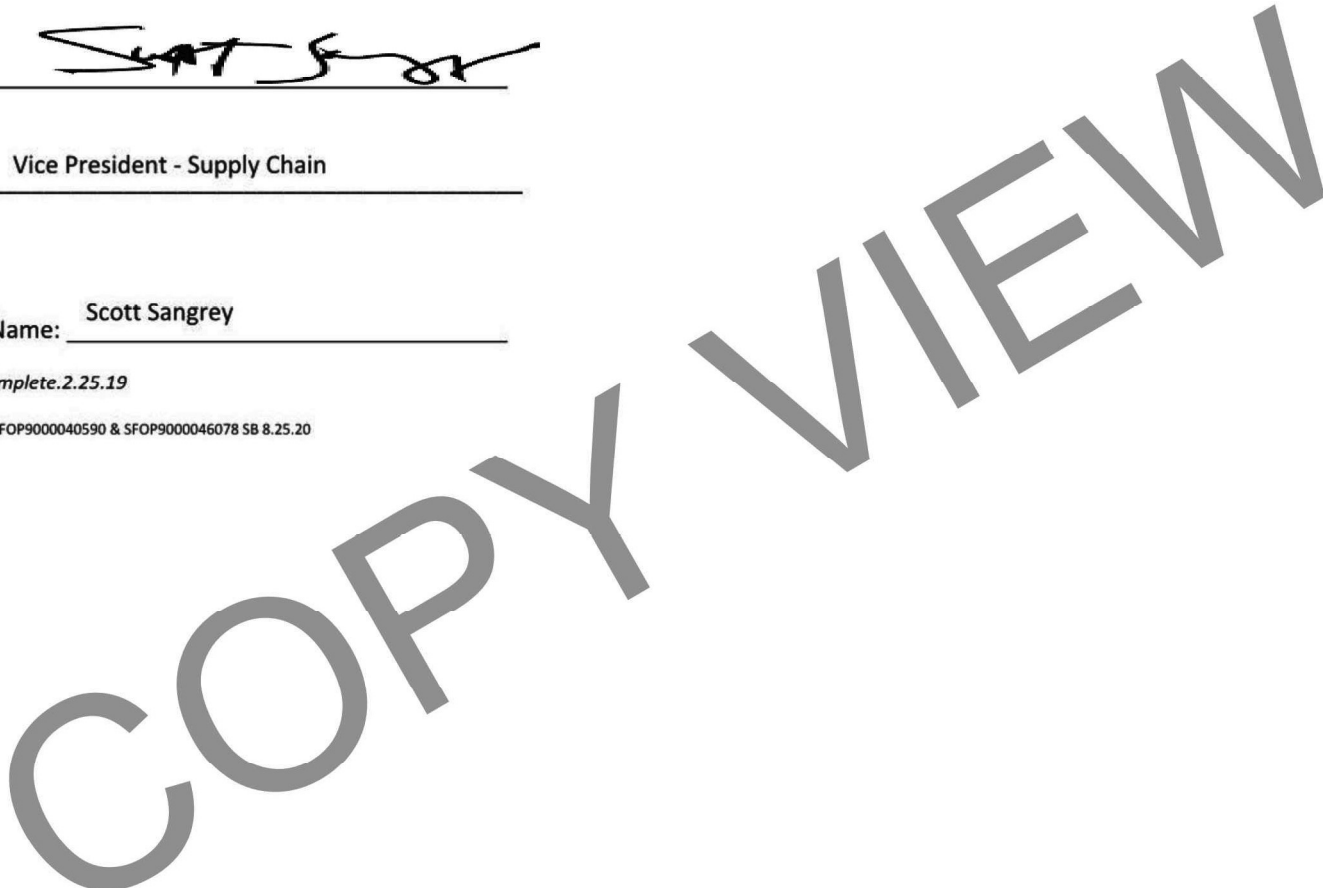 Vice President - Supply Chain
Name: Scott Sangrey
mplete.2.25.19
FOP9000040590 & SFOP9000046078 SB 8.25.20
COPY VIEW